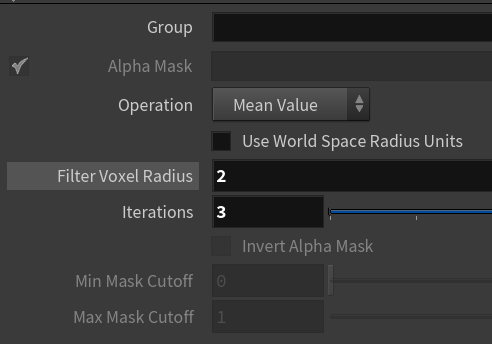 Group
Alpha Mask
Operation Mean Value
Use World Space Radius Units
Filter Voxel Radius 2
Iterations 3
Invert Alpha Mask
Min Mask Cutoff 0
Max Mask Cutoff 1